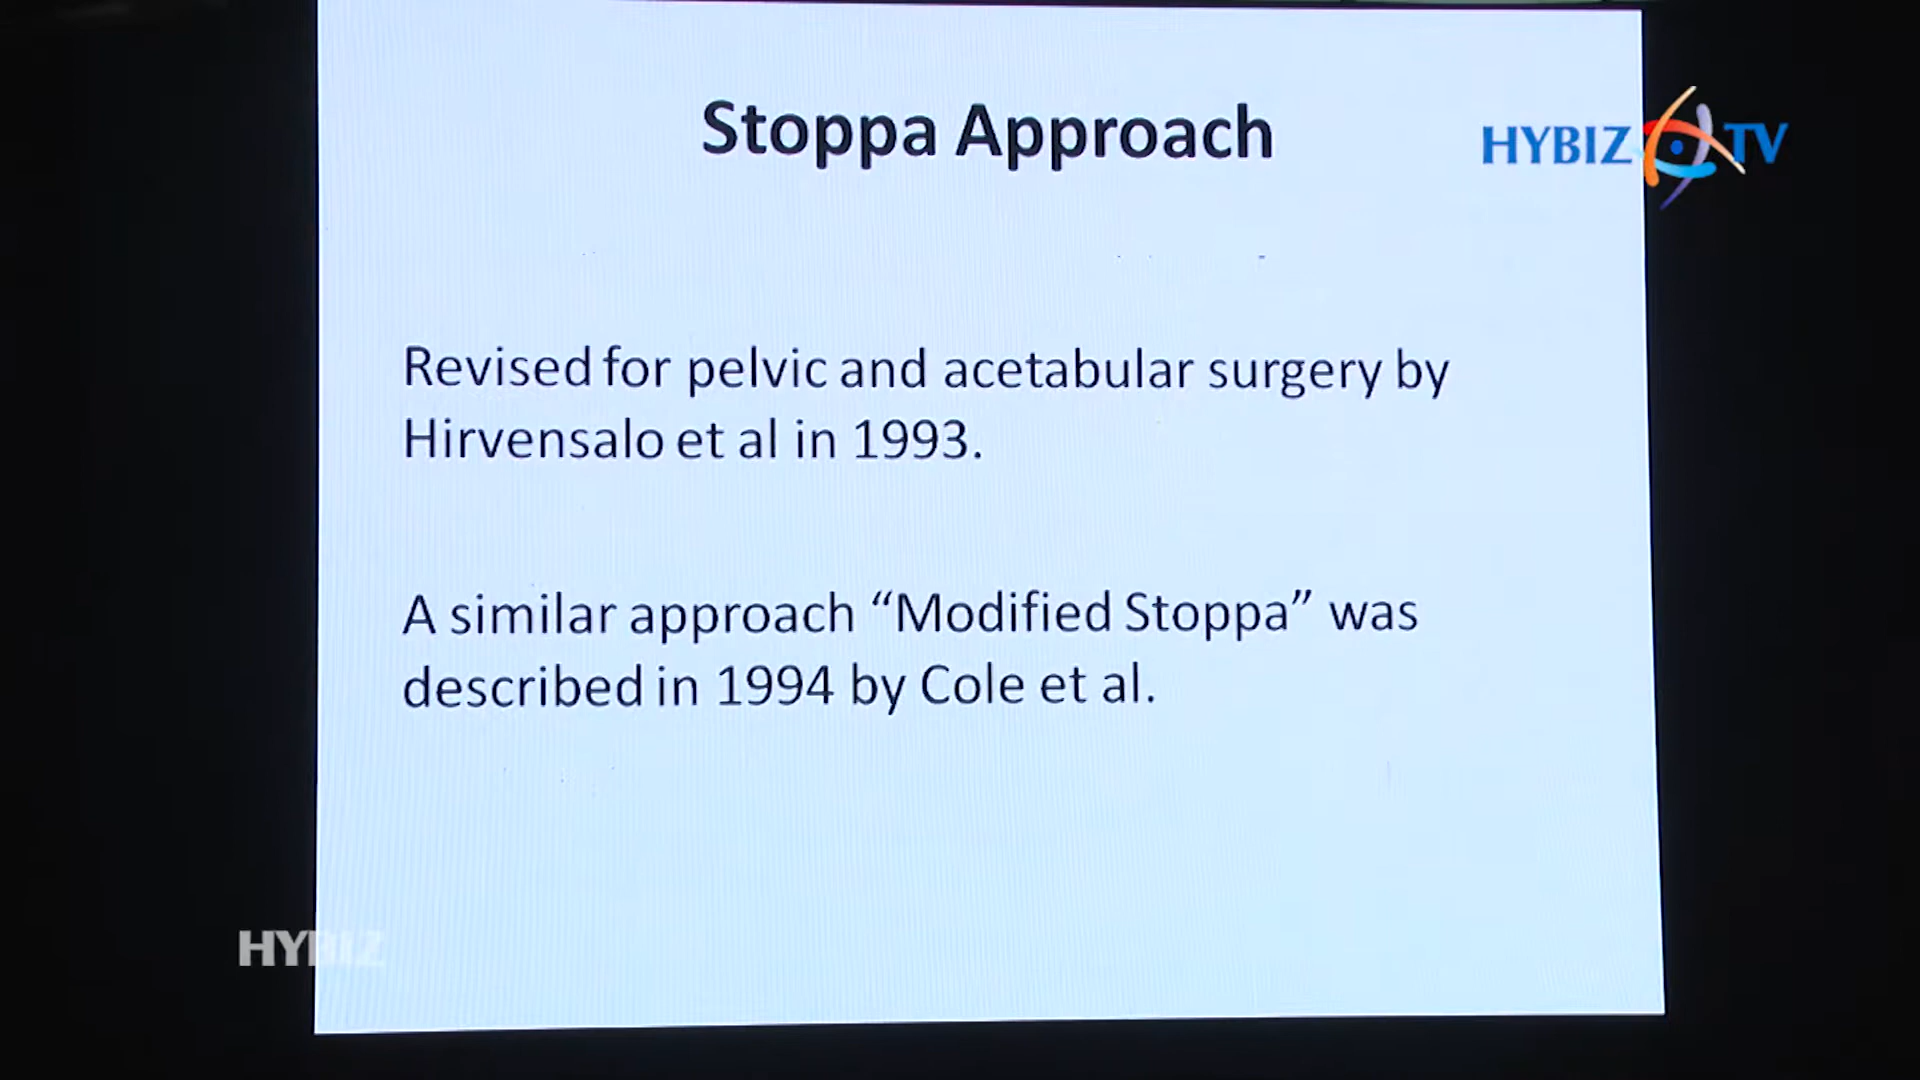 Stoppa Approach
HYBIZ TV
Revised for pelvic and acetabular surgery by
Hirvensalo et al in 1993.
A similar approach “Modified Stoppa” was
described in 1994 by Cole et al.
HYBIZ